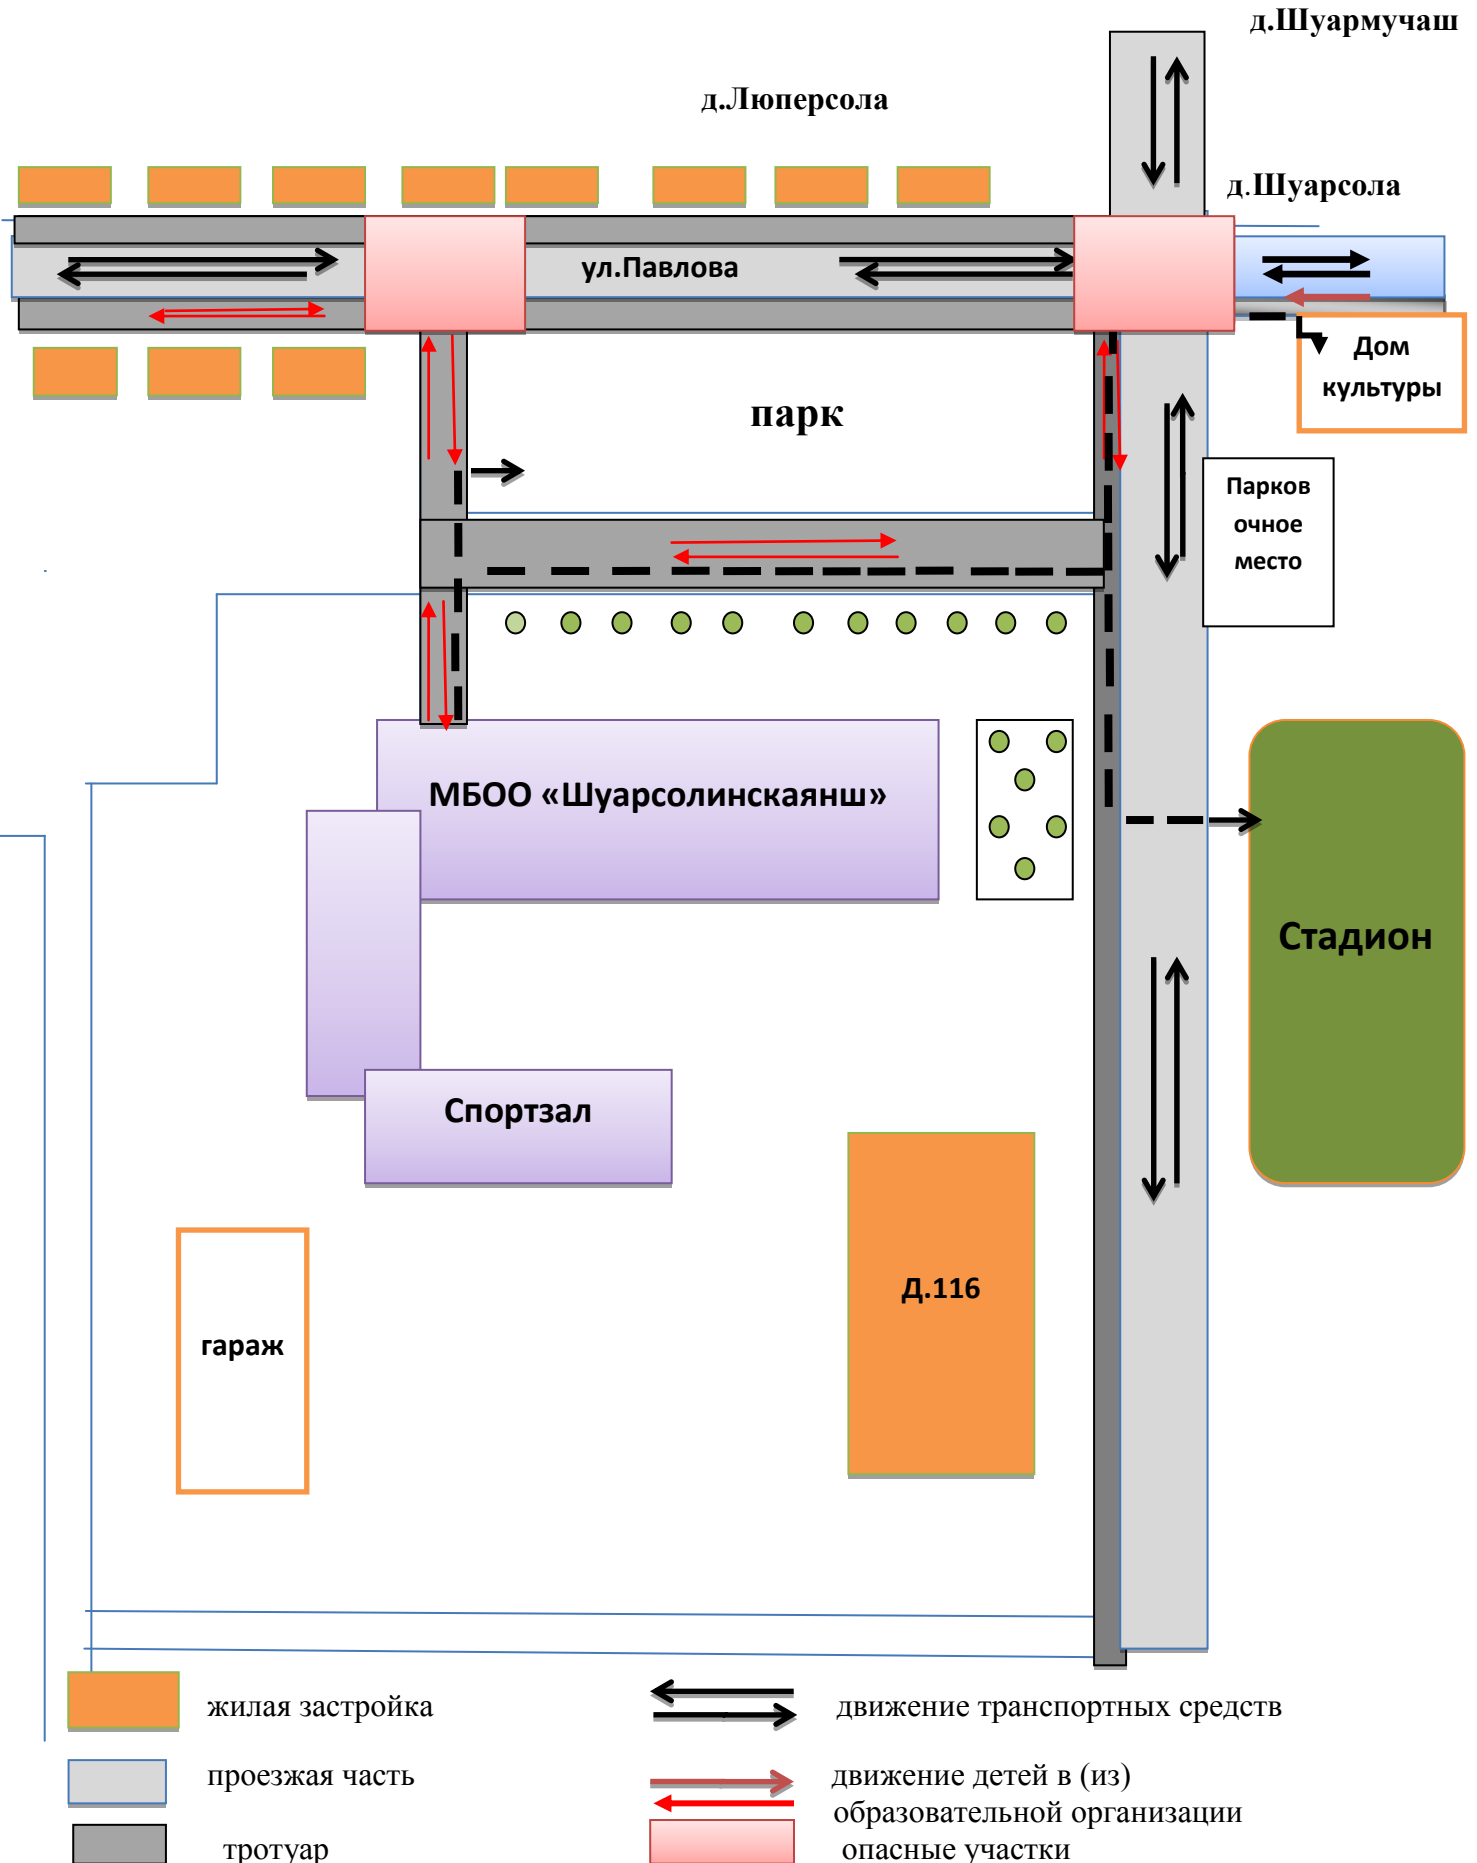 д.Шуармучаш
д.Люперсола
д.Шуарсола
ул.Павлова
Дом
культуры
парк
Парков
очное
место
МБОО «Шуарсолинскаянш»
Стадион
Спортзал
Д.116
гараж
жилая застройка
движение транспортных средств
проезжая часть
движение детей в (из)
образовательной организации
тротуар
опасные участки